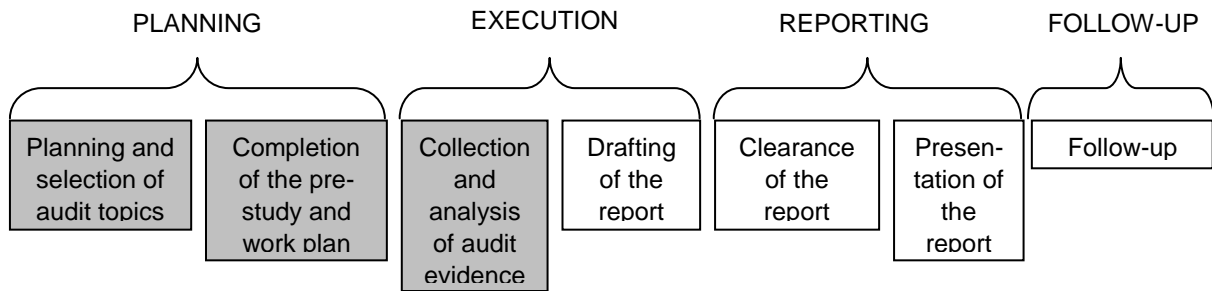 PLANNING
EXECUTION
REPORTING
FOLLOW-UP
Planning and
selection of
audit topics
Completion
of the pre-
study and
work plan
Collection
and
analysis
of audit
evidence
Drafting
of the
report
Clearance
of the
report
Presen-
tation of
the
report
Follow-up